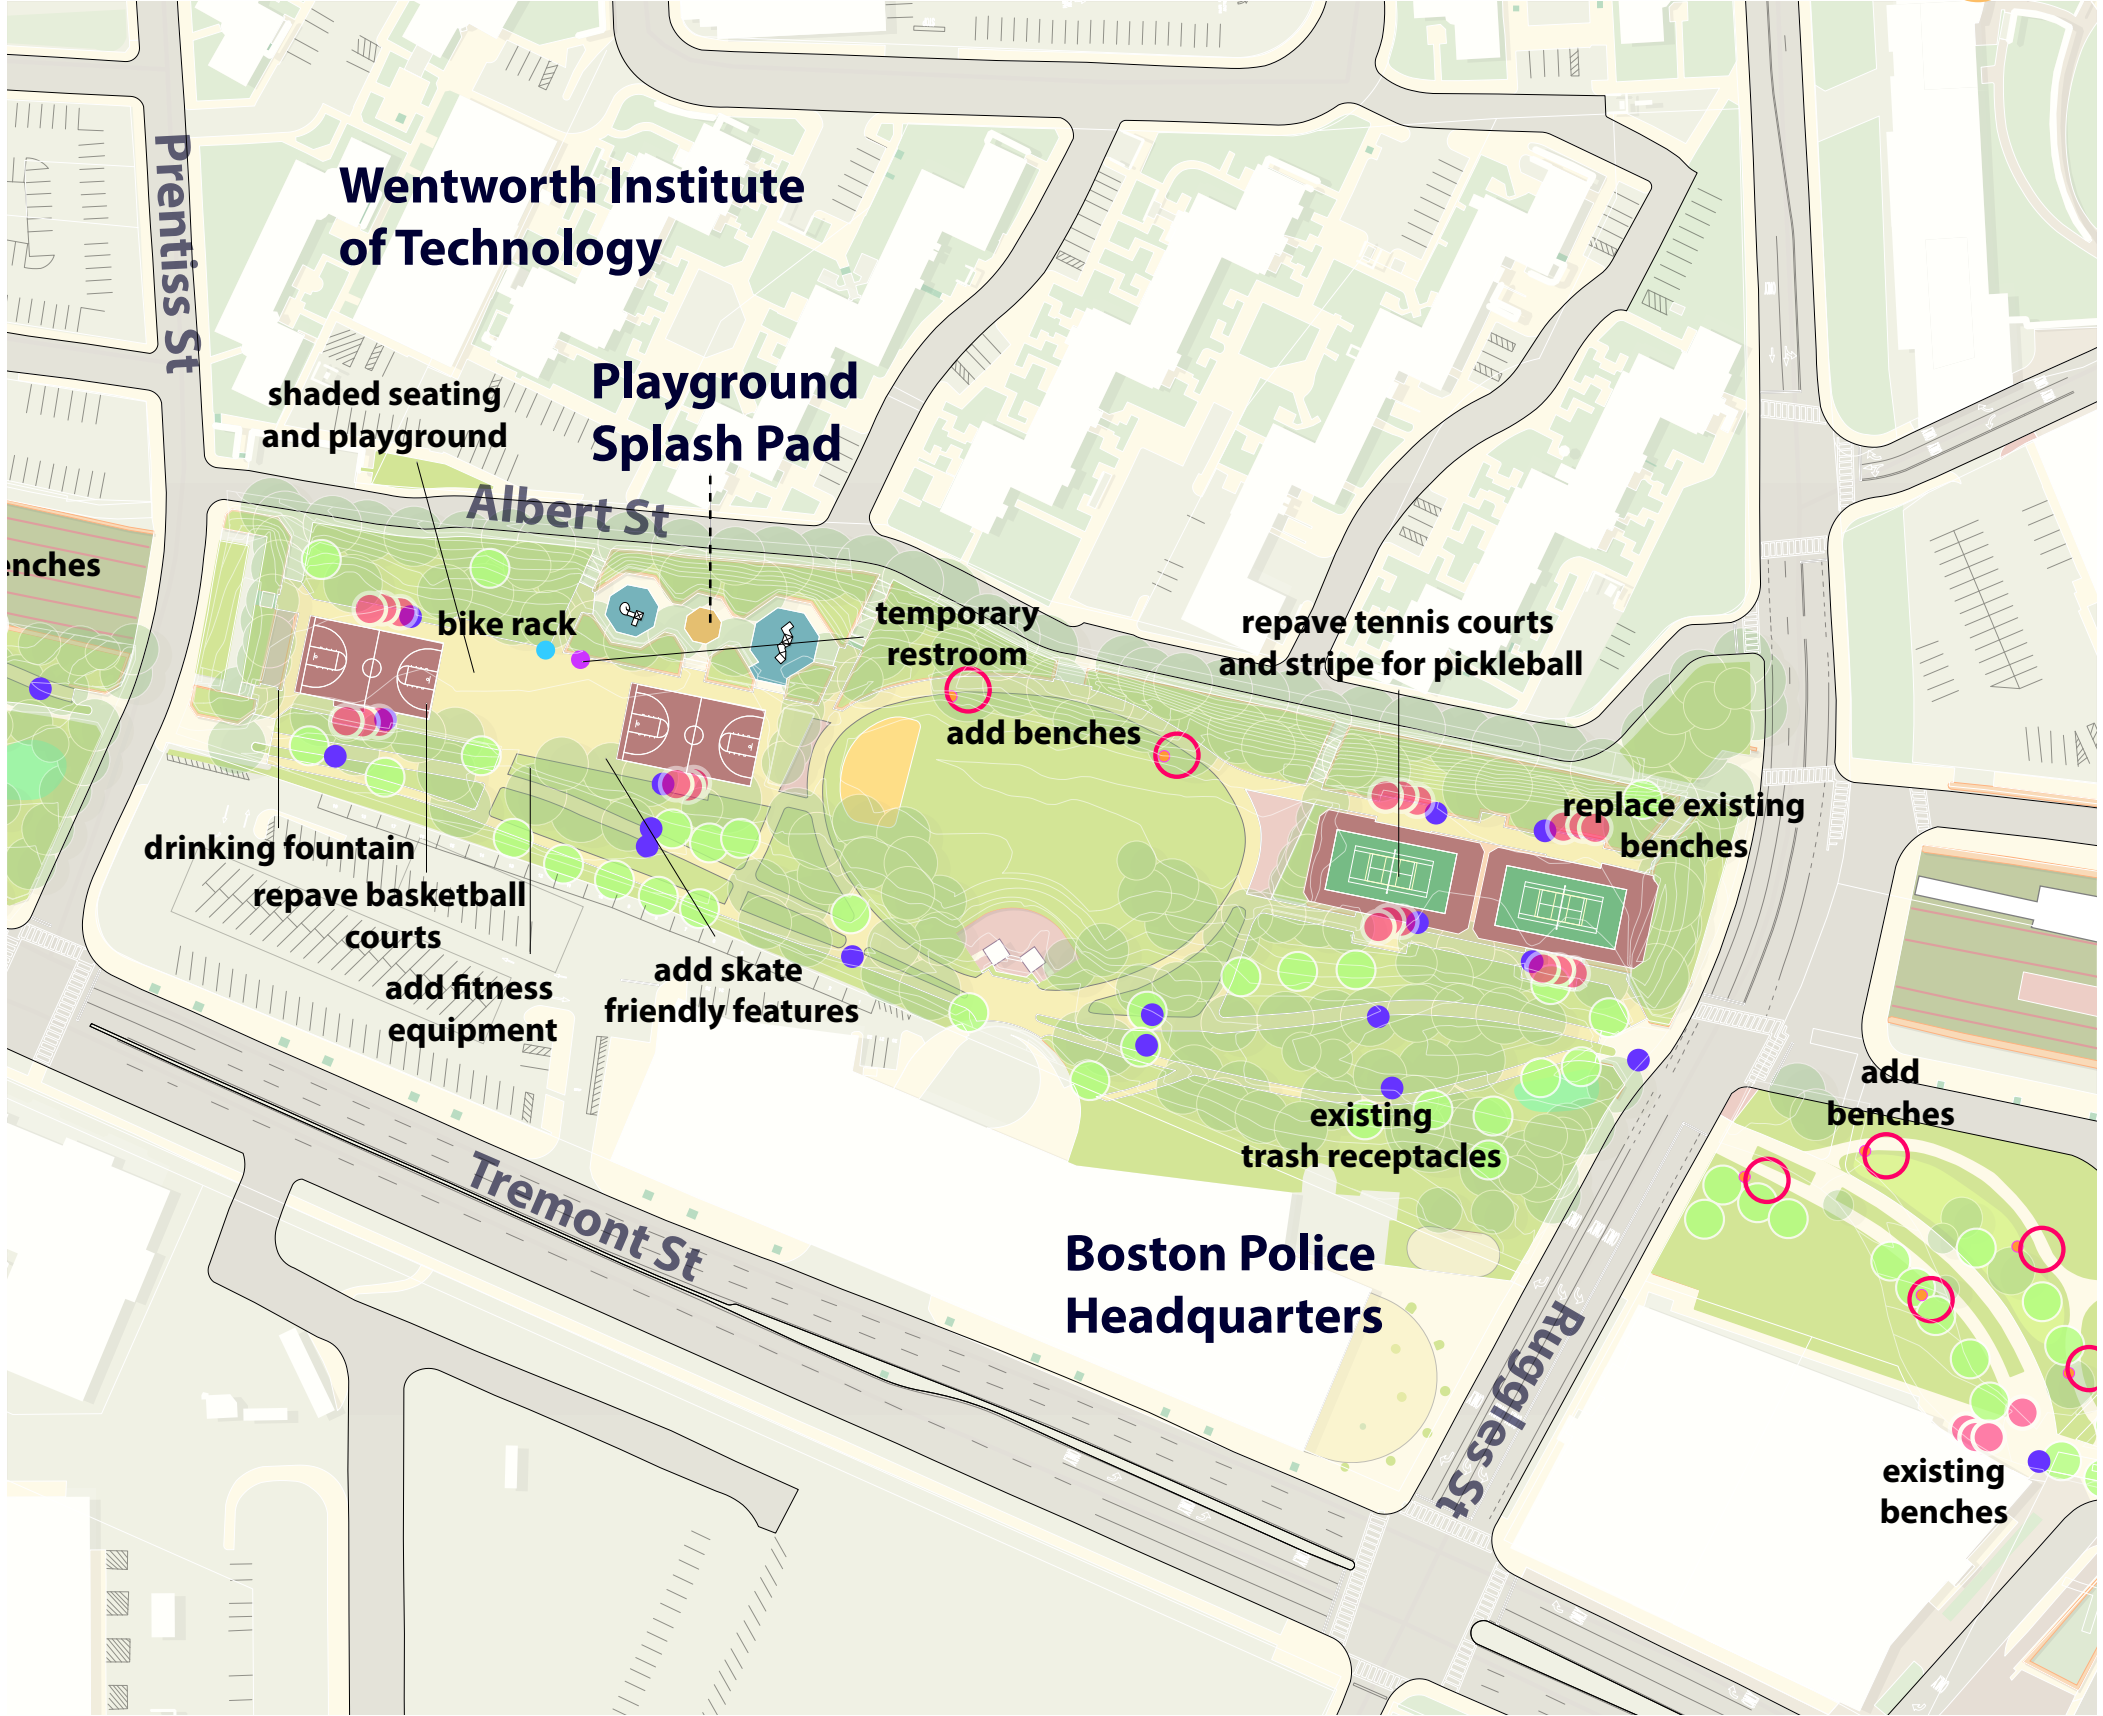 Prentiss St
Wentworth Institute
of Technology
shaded seating
and playground
Playground
Splash Pad
Albert St
enches
bike rack
temporary
restroom
add benches
repave tennis courts
and stripe for pickleball
replace existing
benches
drinking fountain
repave basketball
courts
add fitness
equipment
add skate
friendly features
existing
trash receptacles
add
benches
Tremont St
Boston Police
Headquarters
Ruggles St
existing
benches